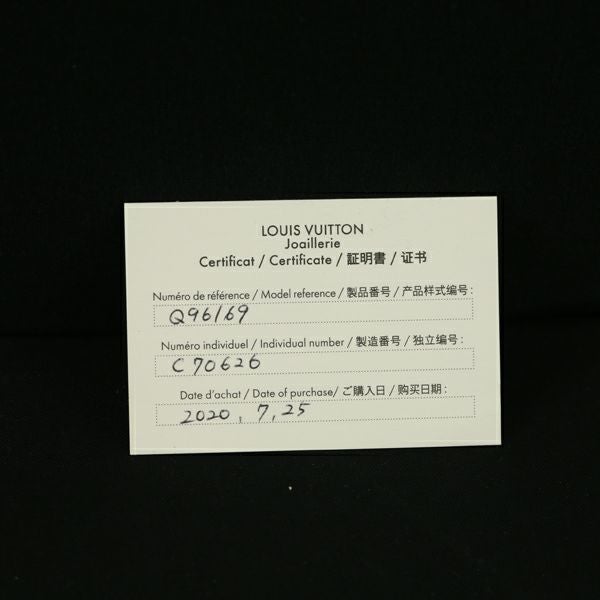 LOUIS VUITTON
Joaillerie
Certificat / Certificate / 証明書 / 证书
Numéro de référence / Model reference / 製品番号 / 产品样式编号 :
Q96169
Numéro individuel / Individual number / 製造番号 / 独立编号 :
C70626
Date d'achat / Date of purchase/ ご購入日 / 购买日期 :
2020, 7, 25